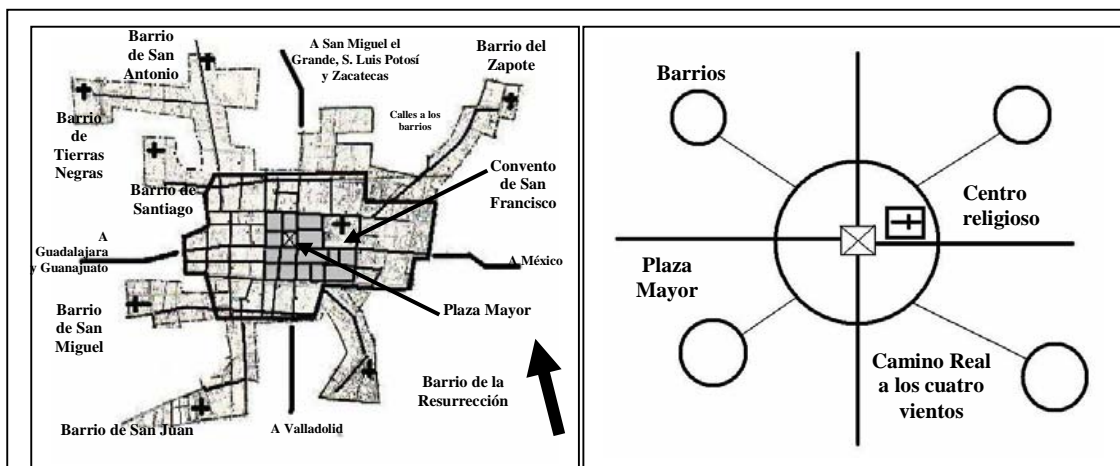 Barrio
de San
Antonio
A San Miguel el
Grande, S. Luis Potosí
y Zacatecas
Barrio del
Zapote
Calles a los
barrios
Barrio
de
Tierras
Negras
Convento
de San
Francisco
Barrio de
Santiago
A
Guadalajara
y Guanajuato
A México
Barrio
de San
Miguel
Plaza Mayor
Barrio de la
Resurrección
Barrio de San Juan
A Valladolid
Barrios
Centro
religioso
Plaza
Mayor
Camino Real
a los cuatro
vientos